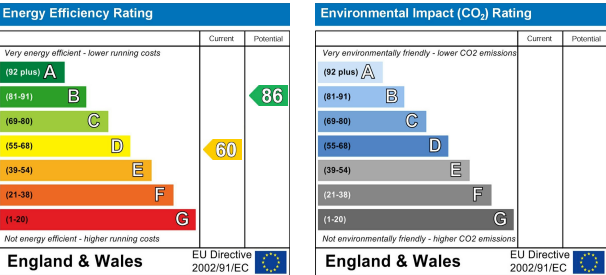 Energy Efficiency Rating
Current Potential
Very energy efficient - lower running costs
(92 plus) A
(81-91) B
86
(69-80) C
(55-68) D
60
(39-54) E
(21-38) F
(1-20) G
Not energy efficient - higher running costs
England & Wales
EU Directive
2002/91/EC
Environmental Impact (CO₂) Rating
Current Potential
Very environmentally friendly - lower CO2 emissions
(92 plus) A
(81-91) B
(69-80) C
(55-68) D
(39-54) E
(21-38) F
(1-20) G
Not environmentally friendly - higher CO2 emissions
England & Wales
EU Directive
2002/91/EC